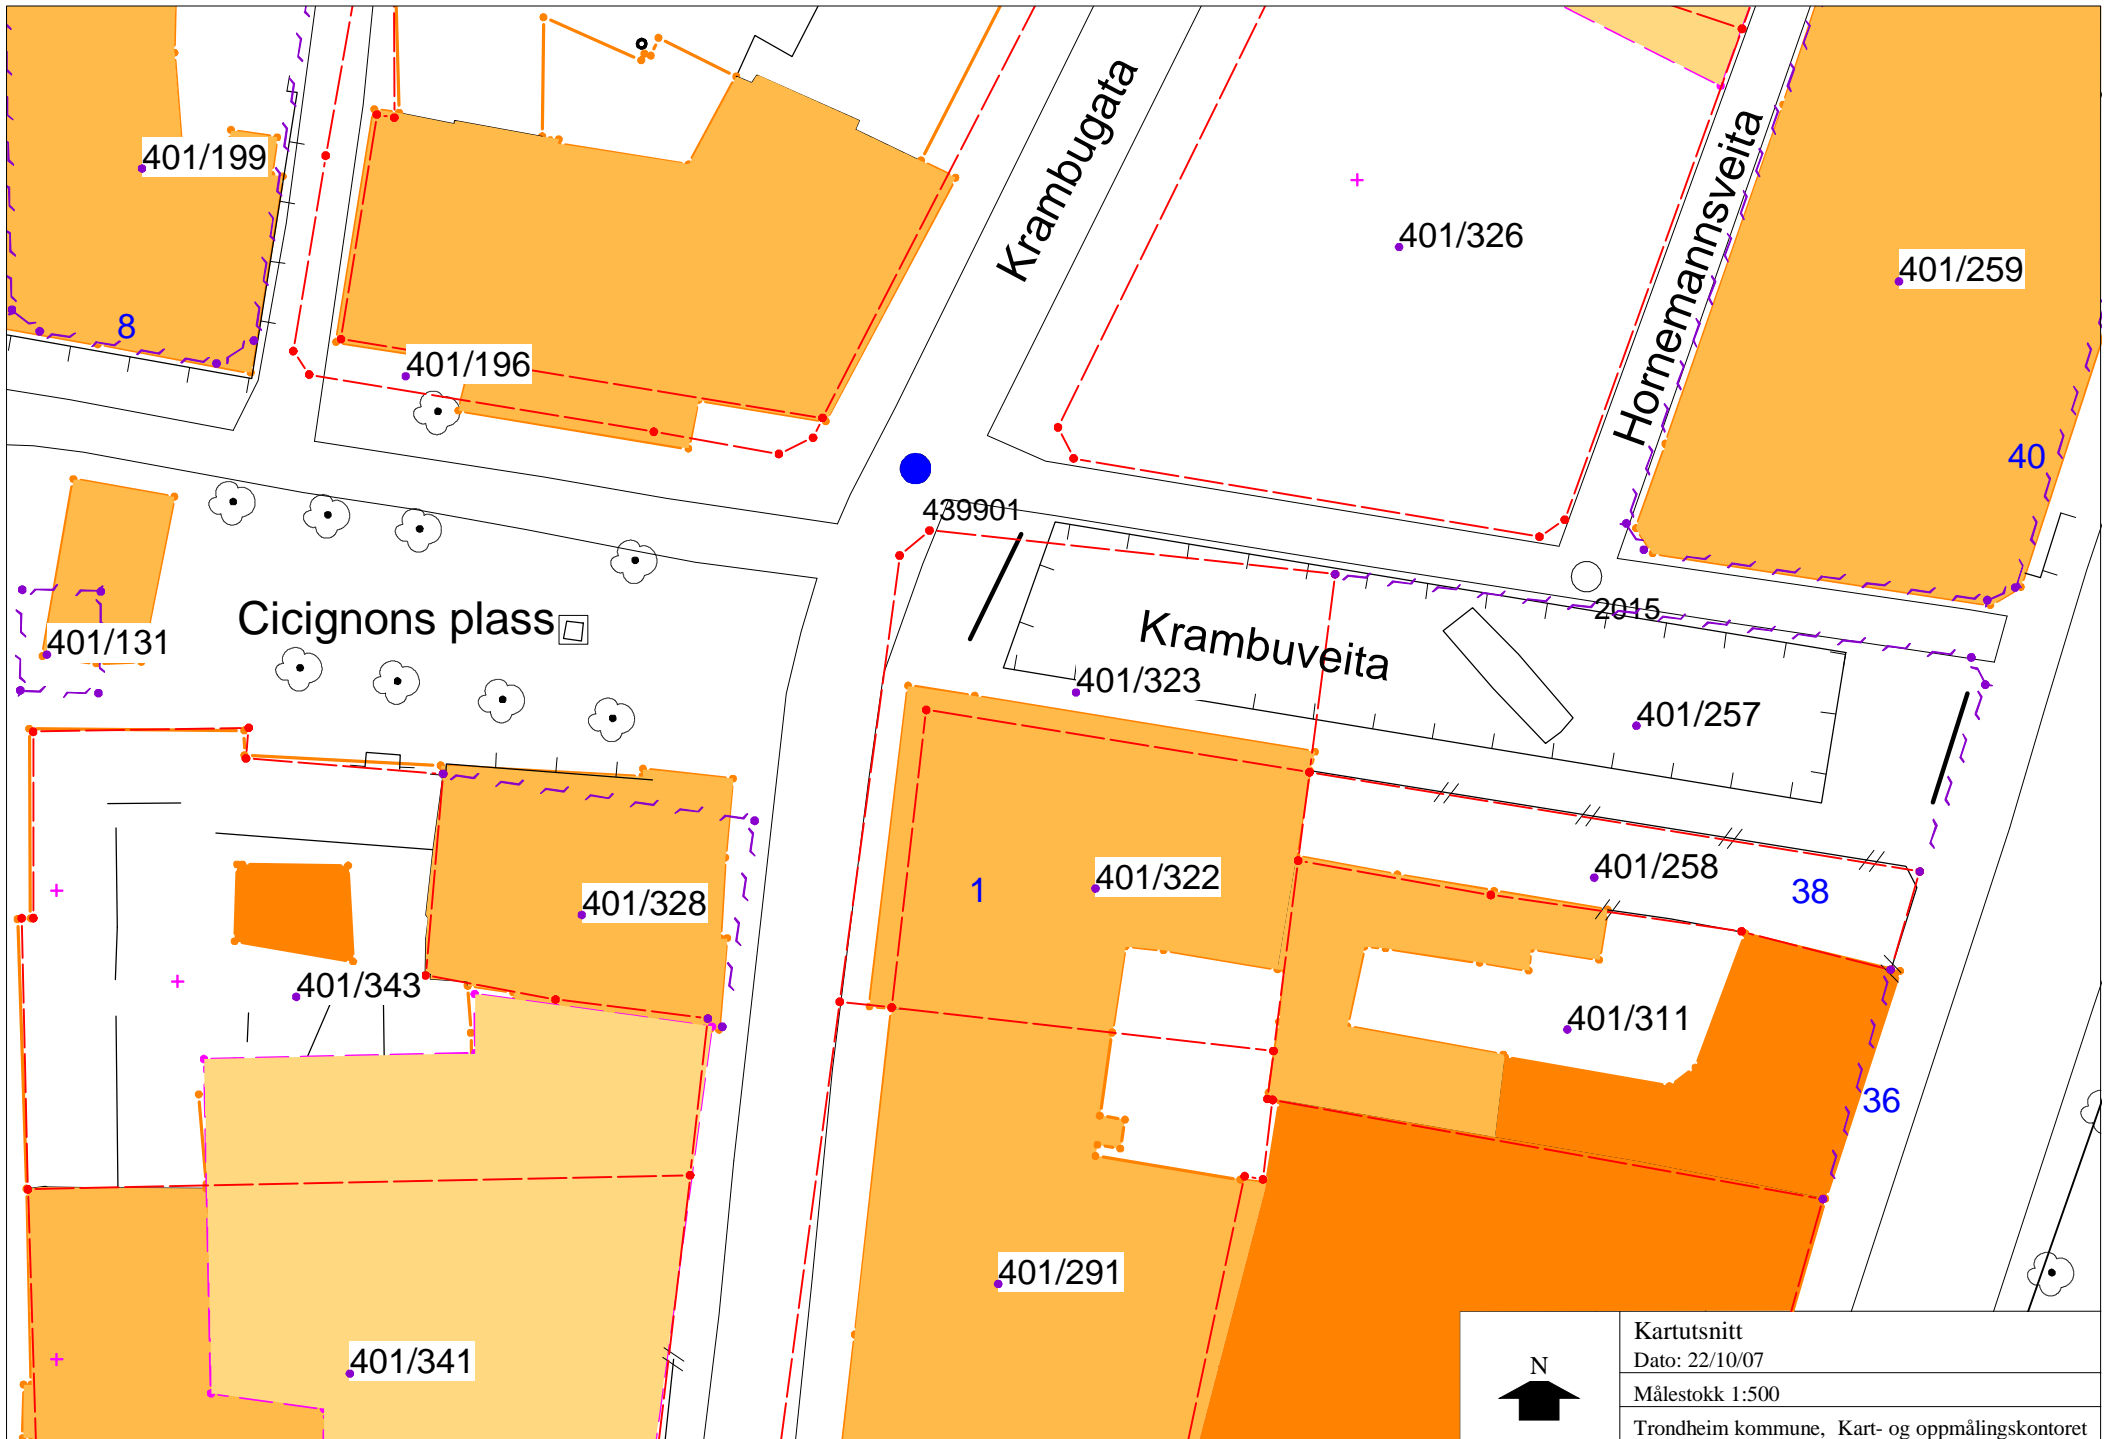 Krambugata
Hornemannsveita
401/199
401/326
401/259
8
401/196
40
439901
Cicignons plass
2015
401/131
Krambuveita
401/323
401/257
401/322
1
401/258
38
401/328
401/343
401/311
36
401/291
401/341
N
Kartutsnitt
Dato: 22/10/07
Målestokk 1:500
Trondheim kommune, Kart- og oppmålingskontoret